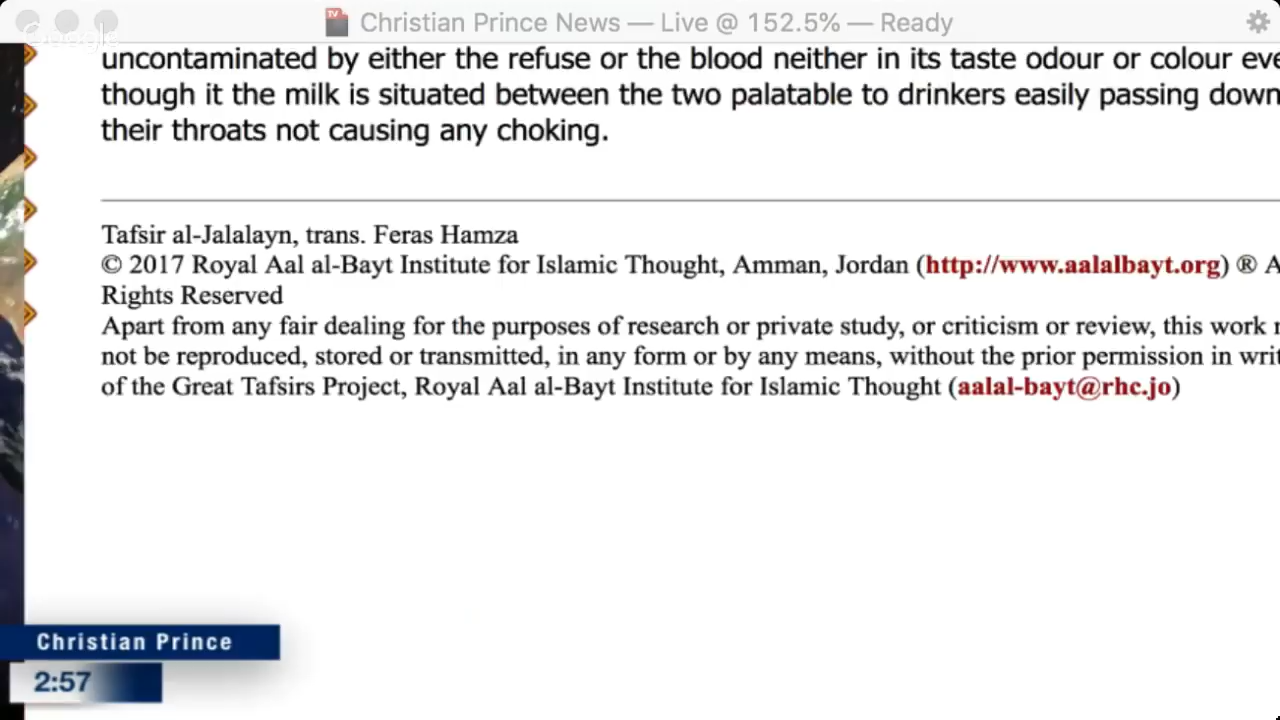 Christian Prince News — Live @ 152.5% — Ready
Google
uncontaminated by either the refuse or the blood neither in its taste odour or colour eve
though it the milk is situated between the two palatable to drinkers easily passing down
their throats not causing any choking.
Tafsir al-Jalalayn, trans. Feras Hamza
© 2017 Royal Aal al-Bayt Institute for Islamic Thought, Amman, Jordan (http://www.aalalbayt.org) ® A
Rights Reserved
Apart from any fair dealing for the purposes of research or private study, or criticism or review, this work
not be reproduced, stored or transmitted, in any form or by any means, without the prior permission in writ
of the Great Tafsirs Project, Royal Aal al-Bayt Institute for Islamic Thought (aalal-bayt@rhc.jo)
Christian Prince
2:57